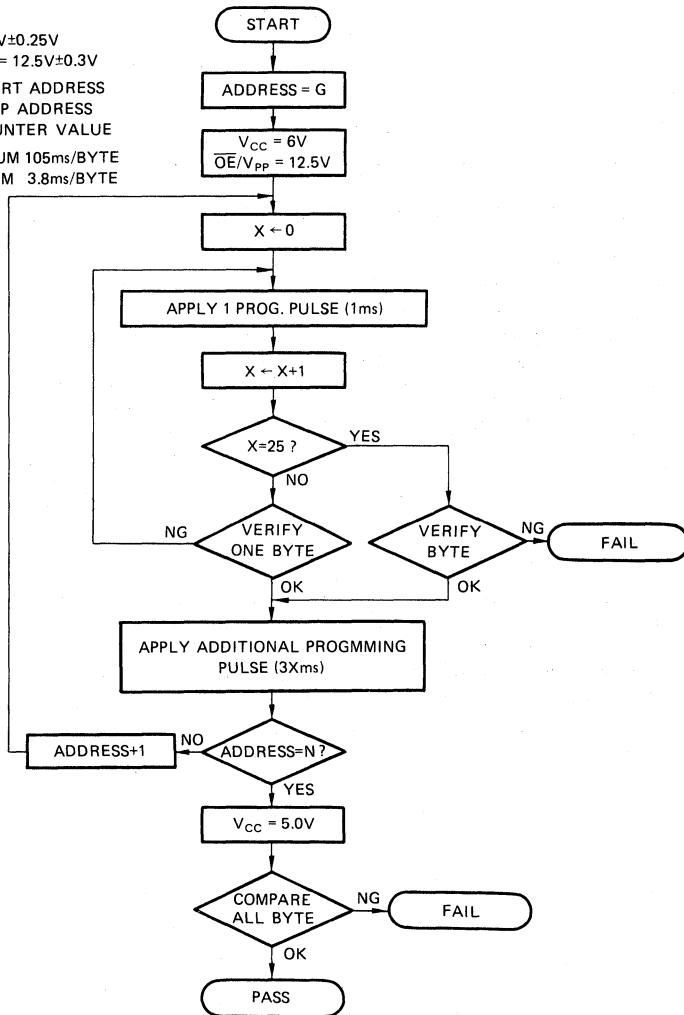 START
V±0.25V
= 12.5V±0.3V
RT ADDRESS
P ADDRESS
UNTER VALUE
UM 105ms/BYTE
M 3.8ms/BYTE
ADDRESS = G
VCC = 6V
OE/VPP = 12.5V
X ← 0
APPLY 1 PROG. PULSE (1ms)
X ← X+1
X=25 ?
YES
NO
VERIFY
ONE BYTE
NG
OK
VERIFY
BYTE
NG
FAIL
OK
APPLY ADDITIONAL PROGMMING
PULSE (3Xms)
ADDRESS=N ?
NO
ADDRESS+1
YES
VCC = 5.0V
COMPARE
ALL BYTE
NG
FAIL
OK
PASS